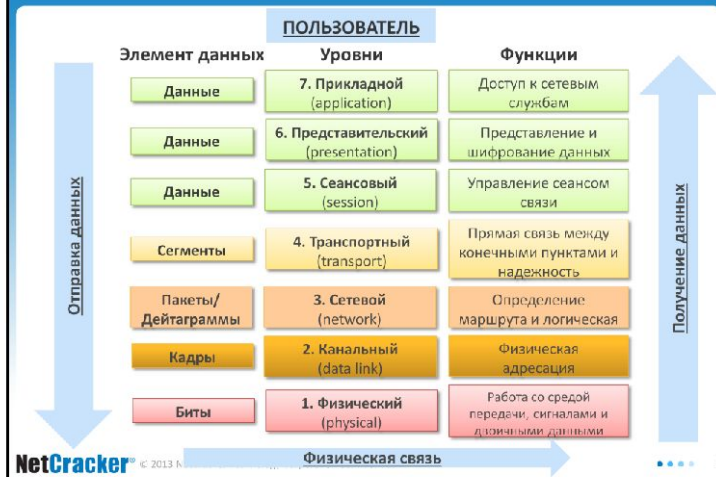 ПОЛЬЗОВАТЕЛЬ
Элемент данных Уровни Функции
Данные
7. Прикладной
(application)
Доступ к сетевым
службам
Данные
6. Представительский
(presentation)
Представление и
шифрование данных
Данные
5. Сеансовый
(session)
Управление сеансом
связи
Сегменты
4. Транспортный
(transport)
Прямая связь между
конечными пунктами и
надежность
Пакеты/
Дейтаграммы
3. Сетевой
(network)
Определение
маршрута и логическая
Кадры
2. Канальный
(data link)
Физическая
адресация
Биты
1. Физический
(physical)
Работа со средой
передачи, сигналами и
двоичными данными
Отправка данных
Получение данных
Физическая связь
NetCracker
© 2013